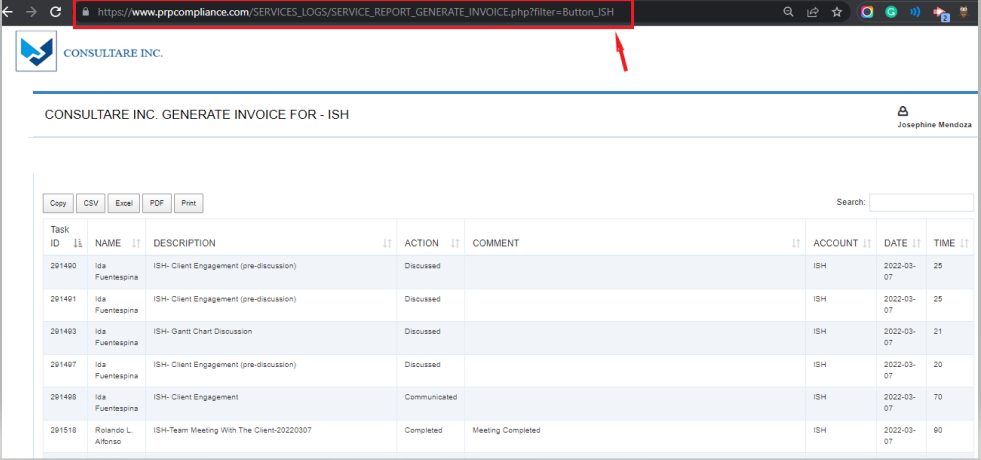 https://www.prpcompliance.com/SERVICES_LOGS/SERVICE_REPORT_GENERATE_INVOICE.php?filter=Button_ISH
2
CONSULTARE INC.
CONSULTARE INC. GENERATE INVOICE FOR - ISH
Josephine Mendoza
Copy CSV Excel PDF Print Search:
Task
ID NAME DESCRIPTION ACTION COMMENT ACCOUNT DATE TIME
291490 Ida ISH- Client Engagement (pre-discussion) Discussed ISH 2022-03- 25
Fuentespina 07
291491 Ida ISH- Client Engagement (pre-discussion) Discussed ISH 2022-03- 25
Fuentespina 07
291493 Ida ISH- Gantt Chart Discussion Discussed ISH 2022-03- 21
Fuentespina 07
291497 Ida ISH- Client Engagement (pre-discussion) Discussed ISH 2022-03- 20
Fuentespina 07
291498 Ida ISH- Client Engagement Communicated ISH 2022-03- 70
Fuentespina 07
291518 Rolando L. ISH-Team Meeting With The Client-20220307 Completed Meeting Completed ISH 2022-03- 90
Alfonso 07